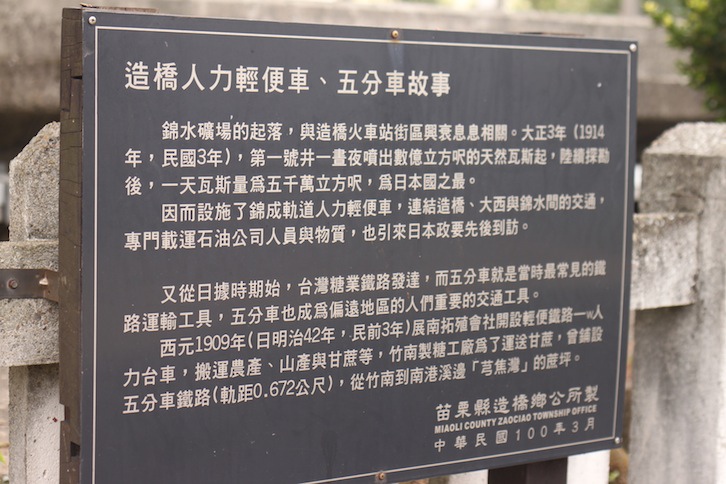 造橋人力輕便車、五分車故事
錦水礦場的起落，與造橋火車站街區興衰息息相關。大正3年（1914
年，民國3年），第一號井一晝夜噴出數億立方呎的天然瓦斯起，陸續探勘
後，一天瓦斯量為五千萬立方呎，為日本國之最。
因而設施了錦成軌道人力輕便車，連結造橋、大西與錦水間的交通，
專門載運石油公司人員與物質，也引來日本政要先後到訪。
又從日據時期始，台灣糖業鐵路發達，而五分車就是當時最常見的鐵
路運輸工具，五分車也成為偏遠地區的人們重要的交通工具。
西元1909年(日明治42年，民前3年)展南拓殖會社開設輕便鐵路—人
力台車，搬運農產、山產與甘蔗等，竹南製糖工廠為了運送甘蔗，曾鋪設
五分車鐵路(軌距0.672公尺)，從竹南到南港溪邊「芎焦灣」的蔗坪。
苗栗縣造橋鄉公所製
MIAOLI COUNTY ZAOCIAO TOWNSHIP OFFICE
中華民國100年3月